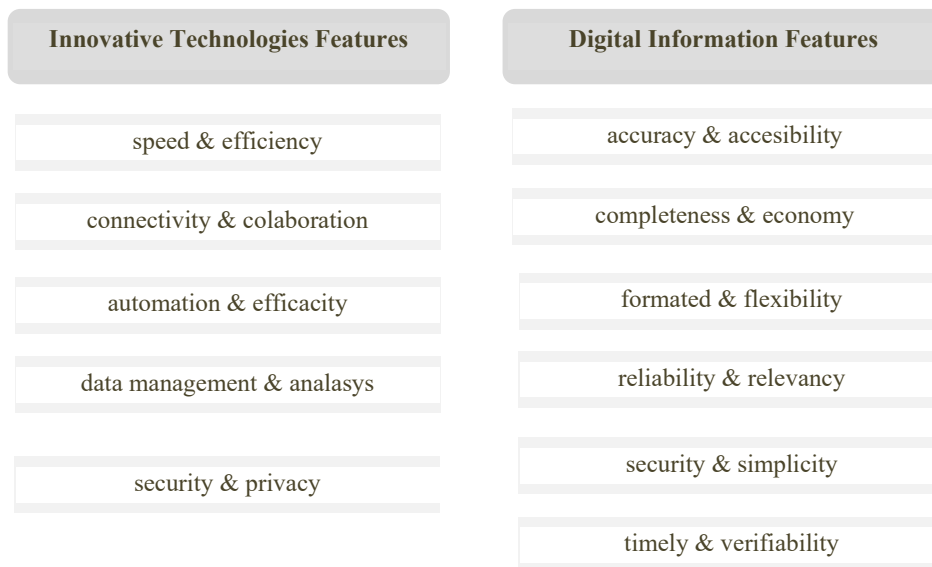 Innovative Technologies Features
speed & efficiency
connectivity & colaboration
automation & efficacity
data management & analasys
security & privacy
Digital Information Features
accuracy & accesibility
completeness & economy
formated & flexibility
reliability & relevancy
security & simplicity
timely & verifiability